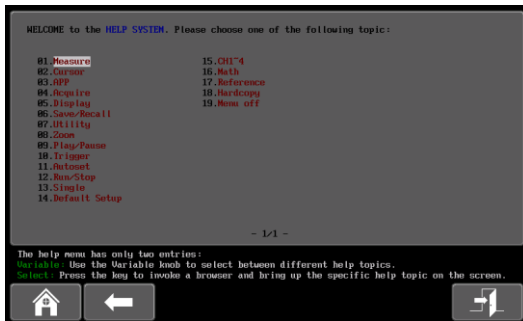 WELCOME to the HELP SYSTEM. Please choose one of the following topic:
01.Measure
02.Cursor
03.APP
04.Acquire
05.Display
06.Save/Recall
07.Utility
08.Zoom
09.Play/Pause
10.Trigger
11.Autoset
12.Run/Stop
13.Single
14.Default Setup
15.CH1~4
16.Math
17.Reference
18.Hardcopy
19.Menu off
- 1/1 -
The help menu has only two entries:
Variable: Use the Variable knob to select between different help topics.
Select: Press the key to invoke a browser and bring up the specific help topic on the screen.